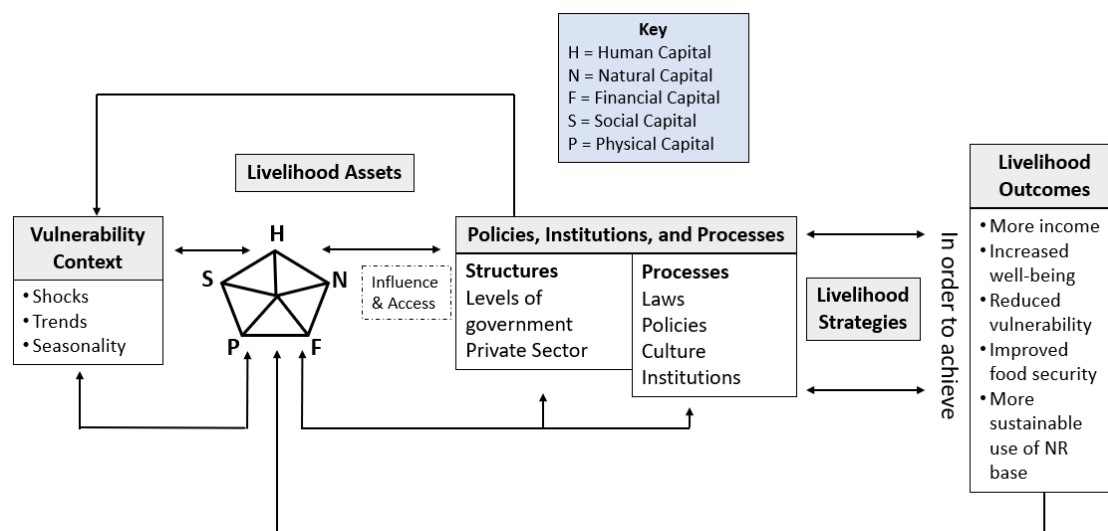 Key
H = Human Capital
N = Natural Capital
F = Financial Capital
S = Social Capital
P = Physical Capital
Livelihood Assets
Vulnerability
Context
• Shocks
• Trends
• Seasonality
H
S
N
P
F
Influence
& Access
Policies, Institutions, and Processes
Structures
Levels of
government
Private Sector
Processes
Laws
Policies
Culture
Institutions
Livelihood
Strategies
In order to achieve
Livelihood
Outcomes
• More income
• Increased
well-being
• Reduced
vulnerability
• Improved
food security
• More
sustainable
use of NR
base